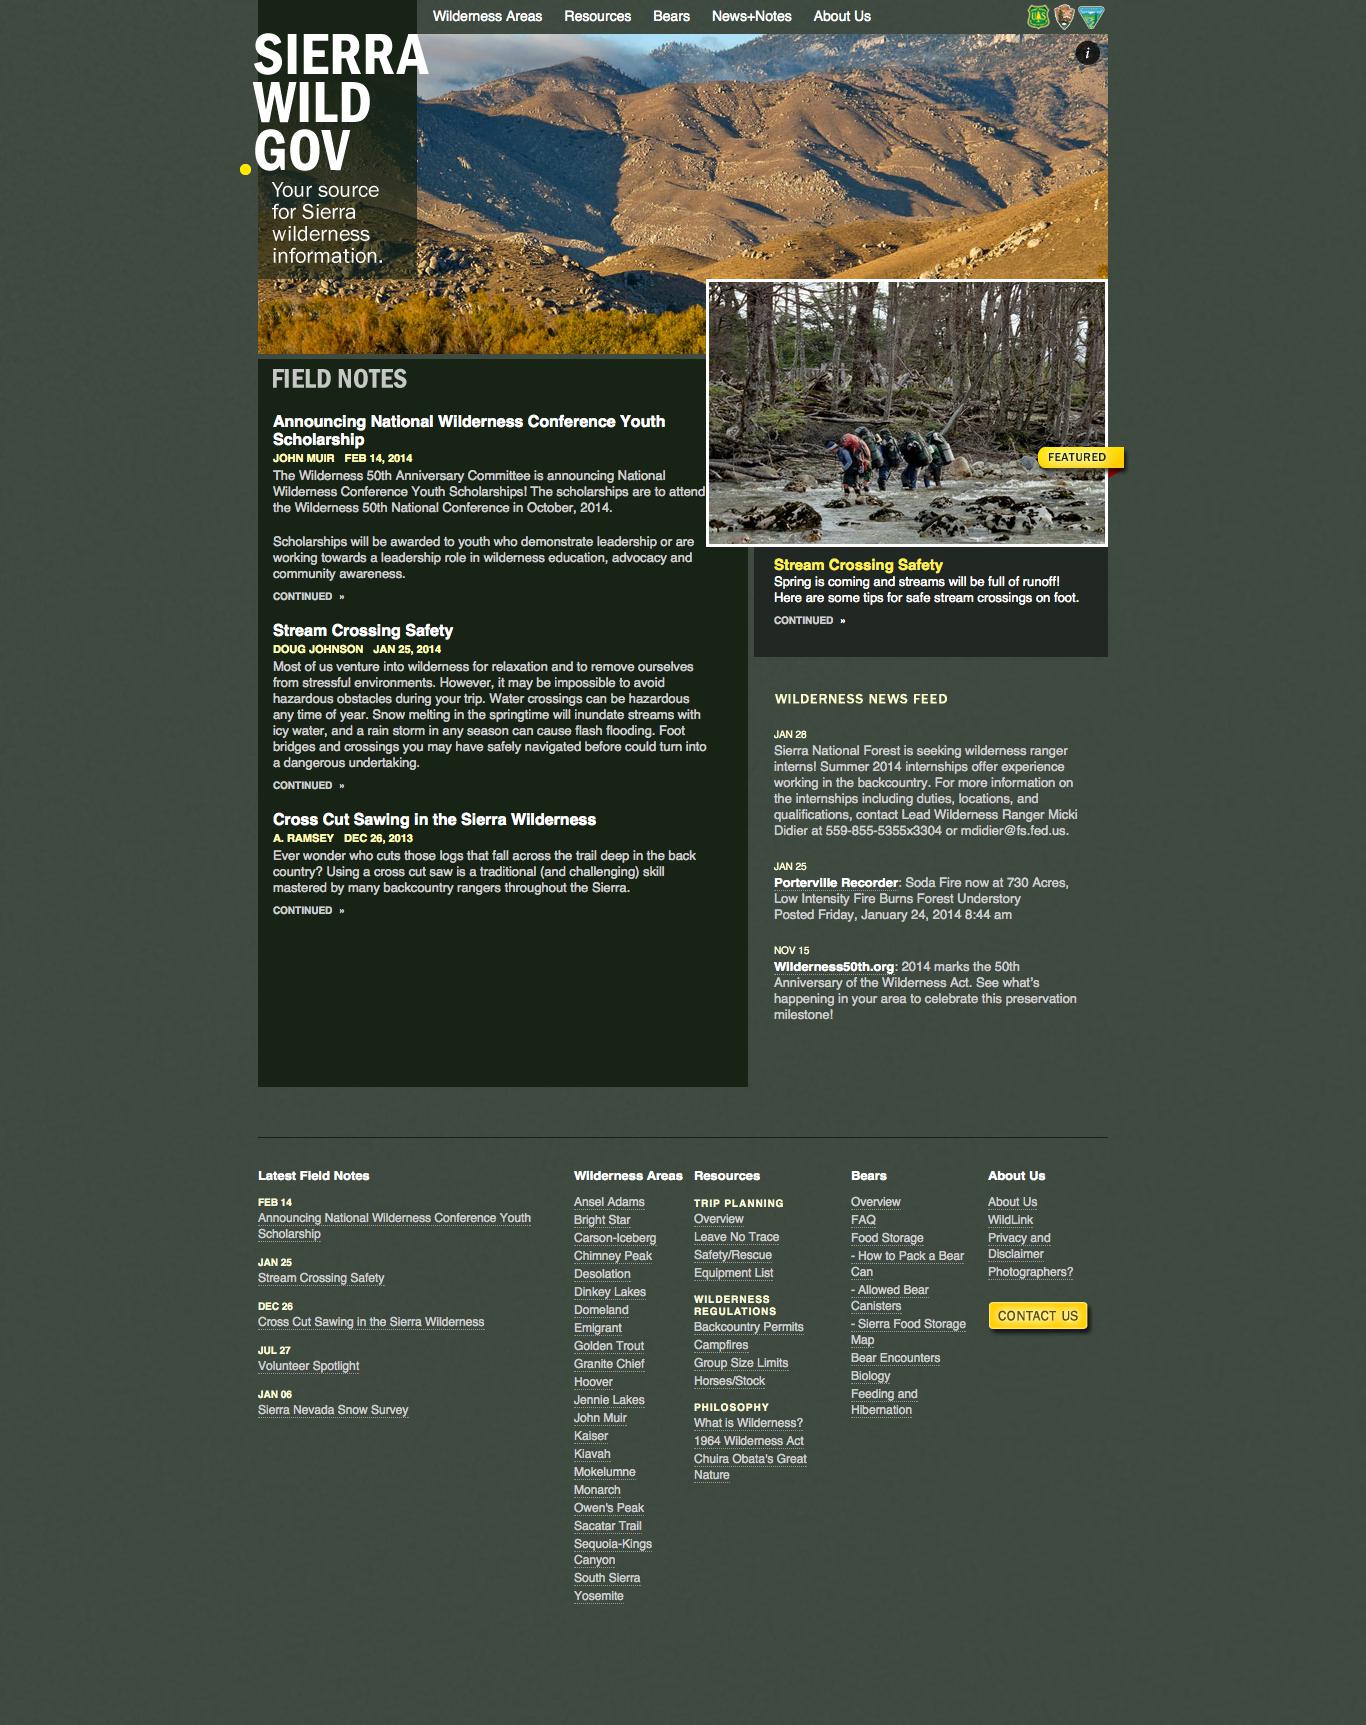 Wilderness Areas Resources Bears News+Notes About Us
SIERRA
WILD
.GOV
Your source
for Sierra
wilderness
information.
i
FIELD NOTES
Announcing National Wilderness Conference Youth
Scholarship
JOHN MUIR FEB 14, 2014
The Wilderness 50th Anniversary Committee is announcing National
Wilderness Conference Youth Scholarships! The scholarships are to attend
the Wilderness 50th National Conference in October, 2014.
Scholarships will be awarded to youth who demonstrate leadership or are
working towards a leadership role in wilderness education, advocacy and
community awareness.
CONTINUED »
Stream Crossing Safety
DOUG JOHNSON JAN 25, 2014
Most of us venture into wilderness for relaxation and to remove ourselves
from stressful environments. However, it may be impossible to avoid
hazardous obstacles during your trip. Water crossings can be hazardous
any time of year. Snow melting in the springtime will inundate streams with
icy water, and a rain storm in any season can cause flash flooding. Foot
bridges and crossings you may have safely navigated before could turn into
a dangerous undertaking.
CONTINUED »
Cross Cut Sawing in the Sierra Wilderness
A. RAMSEY DEC 26, 2013
Ever wonder who cuts those logs that fall across the trail deep in the back
country? Using a cross cut saw is a traditional (and challenging) skill
mastered by many backcountry rangers throughout the Sierra.
CONTINUED »
FEATURED
Stream Crossing Safety
Spring is coming and streams will be full of runoff!
Here are some tips for safe stream crossings on foot.
CONTINUED »
WILDERNESS NEWS FEED
JAN 28
Sierra National Forest is seeking wilderness ranger
interns! Summer 2014 internships offer experience
working in the backcountry. For more information on
the internships including duties, locations, and
qualifications, contact Lead Wilderness Ranger Micki
Didier at 559-855-5355x3304 or mdidier@fs.fed.us.
JAN 25
Porterville Recorder: Soda Fire now at 730 Acres,
Low Intensity Fire Burns Forest Understory
Posted Friday, January 24, 2014 8:44 am
NOV 15
Wilderness50th.org: 2014 marks the 50th
Anniversary of the Wilderness Act. See what's
happening in your area to celebrate this preservation
milestone!
Latest Field Notes
FEB 14
Announcing National Wilderness Conference Youth
Scholarship
JAN 25
Stream Crossing Safety
DEC 26
Cross Cut Sawing in the Sierra Wilderness
JUL 27
Volunteer Spotlight
JAN 06
Sierra Nevada Snow Survey
Wilderness Areas
Ansel Adams
Bright Star
Carson-Iceberg
Chimney Peak
Desolation
Dinkey Lakes
Domeland
Emigrant
Golden Trout
Granite Chief
Hoover
Jennie Lakes
John Muir
Kaiser
Kiavah
Mokelumne
Monarch
Owen's Peak
Sacatar Trail
Sequoia-Kings
Canyon
South Sierra
Yosemite
Resources
TRIP PLANNING
Overview
Leave No Trace
Safety/Rescue
Equipment List
WILDERNESS
REGULATIONS
Backcountry Permits
Campfires
Group Size Limits
Horses/Stock
PHILOSOPHY
What is Wilderness?
1964 Wilderness Act
Chuira Obata's Great
Nature
Bears
Overview
FAQ
Food Storage
- How to Pack a Bear
Can
- Allowed Bear
Canisters
- Sierra Food Storage
Map
Bear Encounters
Biology
Feeding and
Hibernation
About Us
About Us
WildLink
Privacy and
Disclaimer
Photographers?
CONTACT US